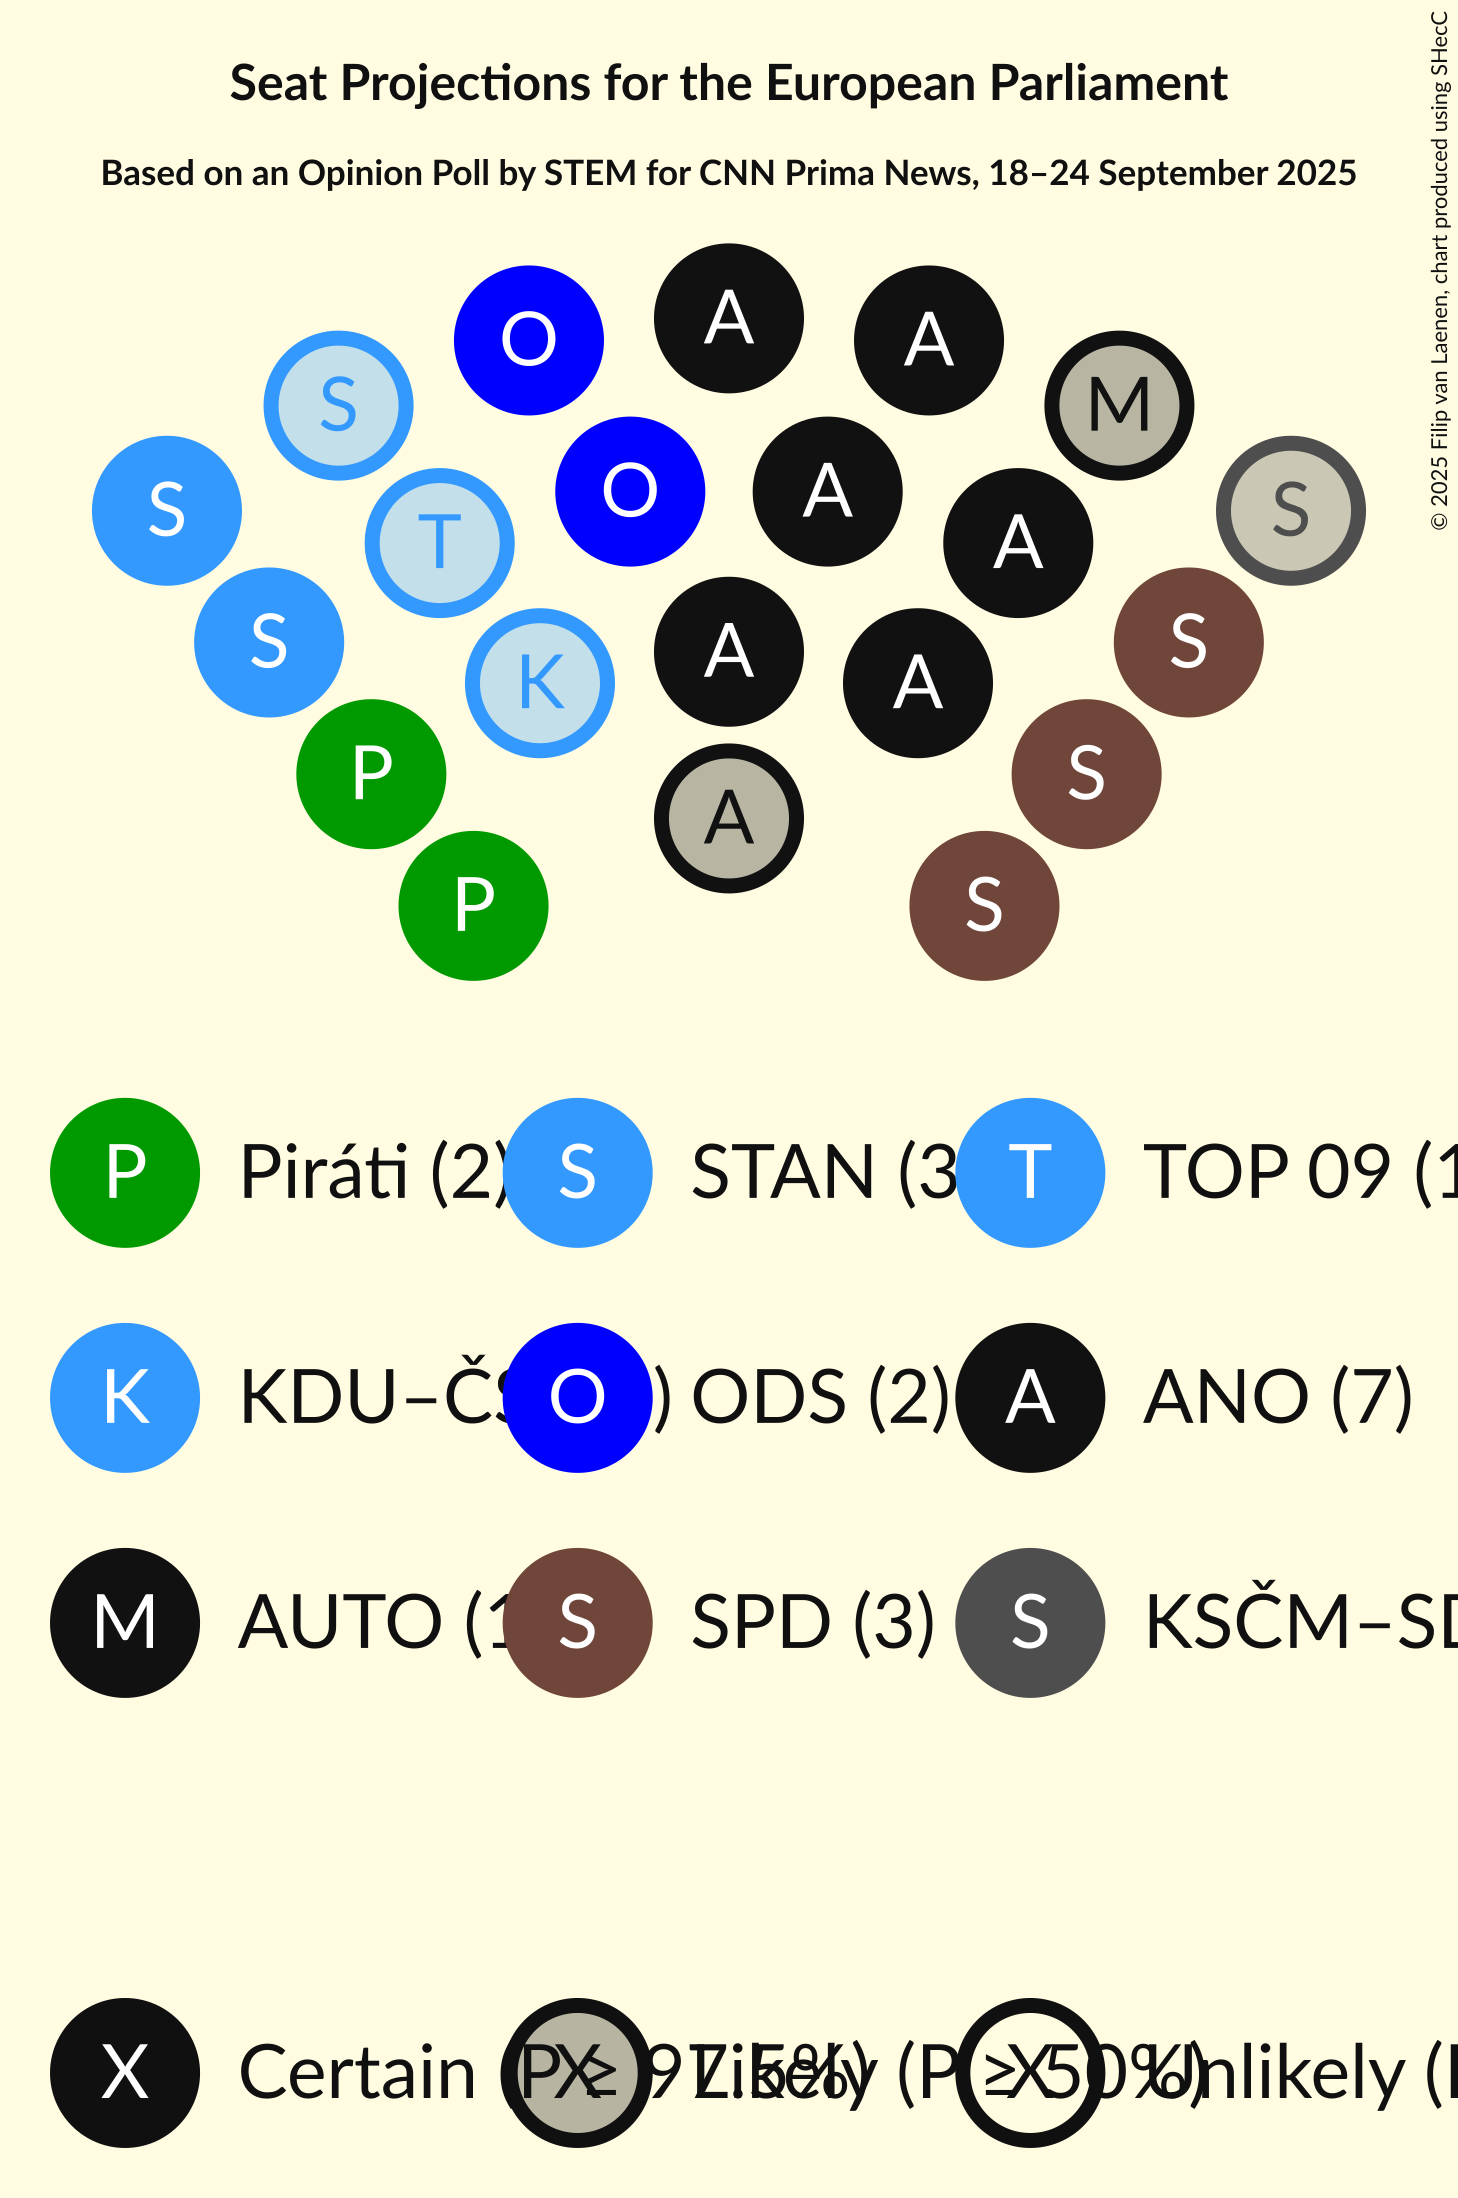 Seat Projections for the European Parliament
Based on an Opinion Poll by STEM for CNN Prima News, 18–24 September 2025
© 2025 Filip van Laenen, chart produced using SHecC
A
O A
S M
S S
O A
T A
S S
A
K A
P S
A
P S
P Piráti (2) S STAN (3 T TOP 09 (1
K KDU–ČS O ) ODS (2) A ANO (7)
M AUTO (1 S SPD (3) S KSČM–SD
X Certain (P ≥ 97.5%) X Likely (P ≥ 50%) X Unlikely (